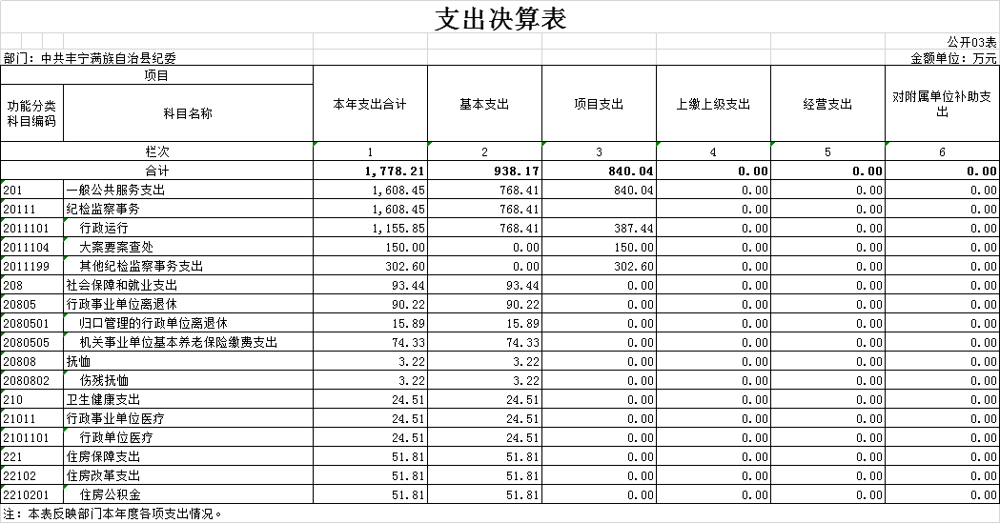 支出决算表
公开03表
部门：中共丰宁满族自治县纪委 金额单位：万元
项目 本年支出合计 基本支出 项目支出 上缴上级支出 经营支出 对附属单位补助支出
功能分类科目编码 科目名称
栏次 1 2 3 4 5 6
合计 1,778.21 938.17 840.04 0.00 0.00 0.00
201 一般公共服务支出 1,608.45 768.41 840.04 0.00 0.00 0.00
20111 纪检监察事务 1,608.45 768.41 0.00 0.00 0.00
2011101 行政运行 1,155.85 768.41 387.44 0.00 0.00 0.00
2011104 大案要案查处 150.00 0.00 150.00 0.00 0.00 0.00
2011199 其他纪检监察事务支出 302.60 0.00 302.60 0.00 0.00 0.00
208 社会保障和就业支出 93.44 93.44 0.00 0.00 0.00 0.00
20805 行政事业单位离退休 90.22 90.22 0.00 0.00 0.00 0.00
2080501 归口管理的行政单位离退休 15.89 15.89 0.00 0.00 0.00 0.00
2080505 机关事业单位基本养老保险缴费支出 74.33 74.33 0.00 0.00 0.00 0.00
20808 抚恤 3.22 3.22 0.00 0.00 0.00 0.00
2080802 伤残抚恤 3.22 3.22 0.00 0.00 0.00 0.00
210 卫生健康支出 24.51 24.51 0.00 0.00 0.00 0.00
21011 行政事业单位医疗 24.51 24.51 0.00 0.00 0.00 0.00
2101101 行政单位医疗 24.51 24.51 0.00 0.00 0.00 0.00
221 住房保障支出 51.81 51.81 0.00 0.00 0.00 0.00
22102 住房改革支出 51.81 51.81 0.00 0.00 0.00 0.00
2210201 住房公积金 51.81 51.81 0.00 0.00 0.00 0.00
注：本表反映部门本年度各项支出情况。